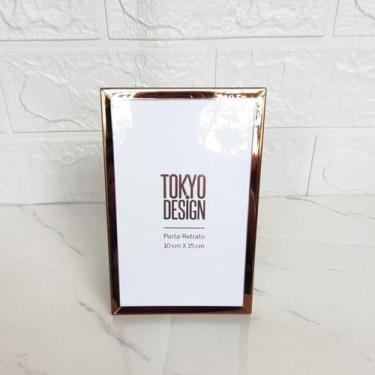 TOKYO
DESIGN
Porta-Retrato
10 cm X 15 cm